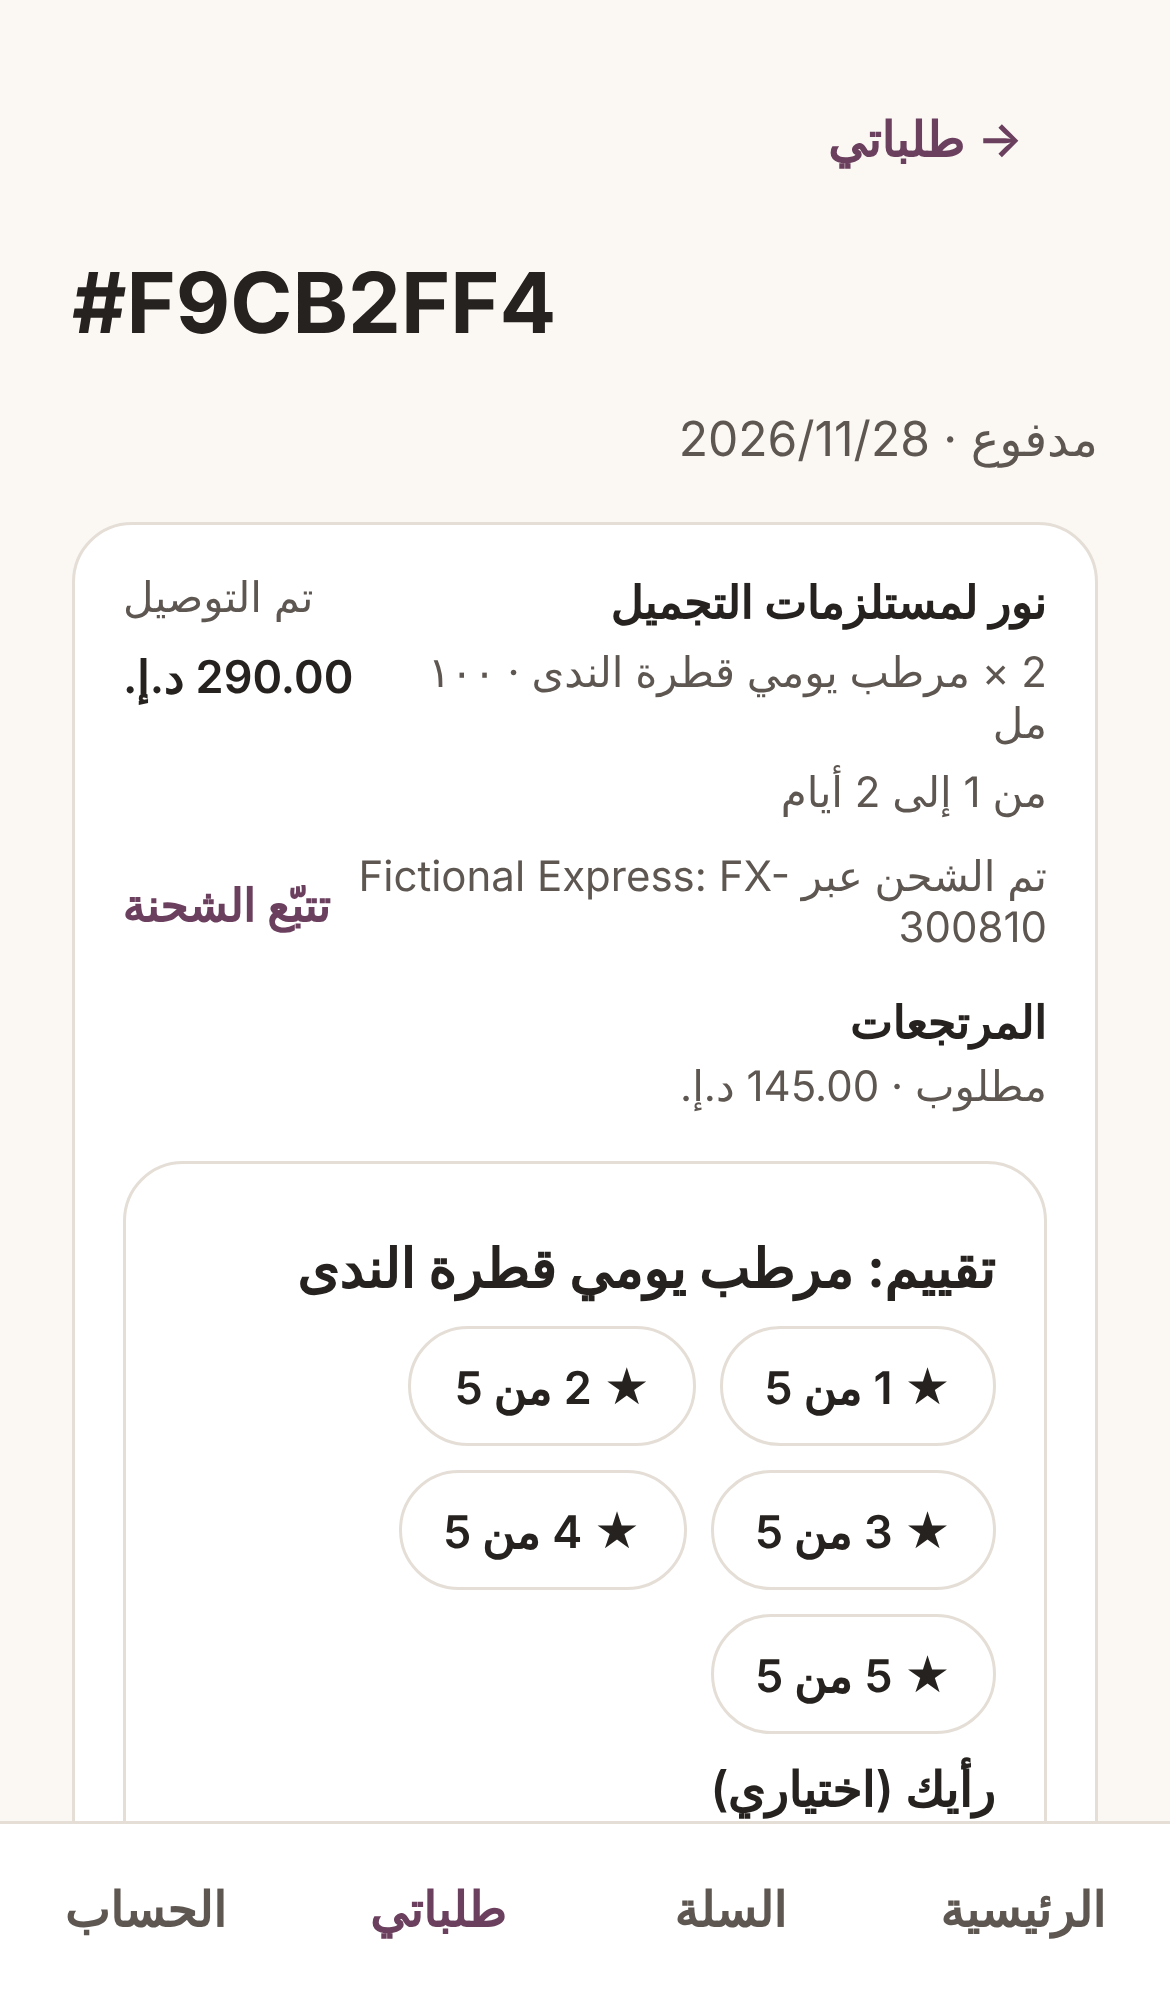 → طلباتي
#F9CB2FF4
مدفوع · 2026/11/28
نور لمستلزمات التجميل
تم التوصيل
2 × مرطب يومي قطرة الندى · ١٠٠
مل
290.00 د.إ.
من 1 إلى 2 أيام
تم الشحن عبر Fictional Express: FX-
300810
تتبّع الشحنة
المرتجعات
مطلوب · 145.00 د.إ.
تقييم: مرطب يومي قطرة الندى
★ 1 من 5
★ 2 من 5
★ 3 من 5
★ 4 من 5
★ 5 من 5
رأيك (اختياري)
الرئيسية
السلة
طلباتي
الحساب